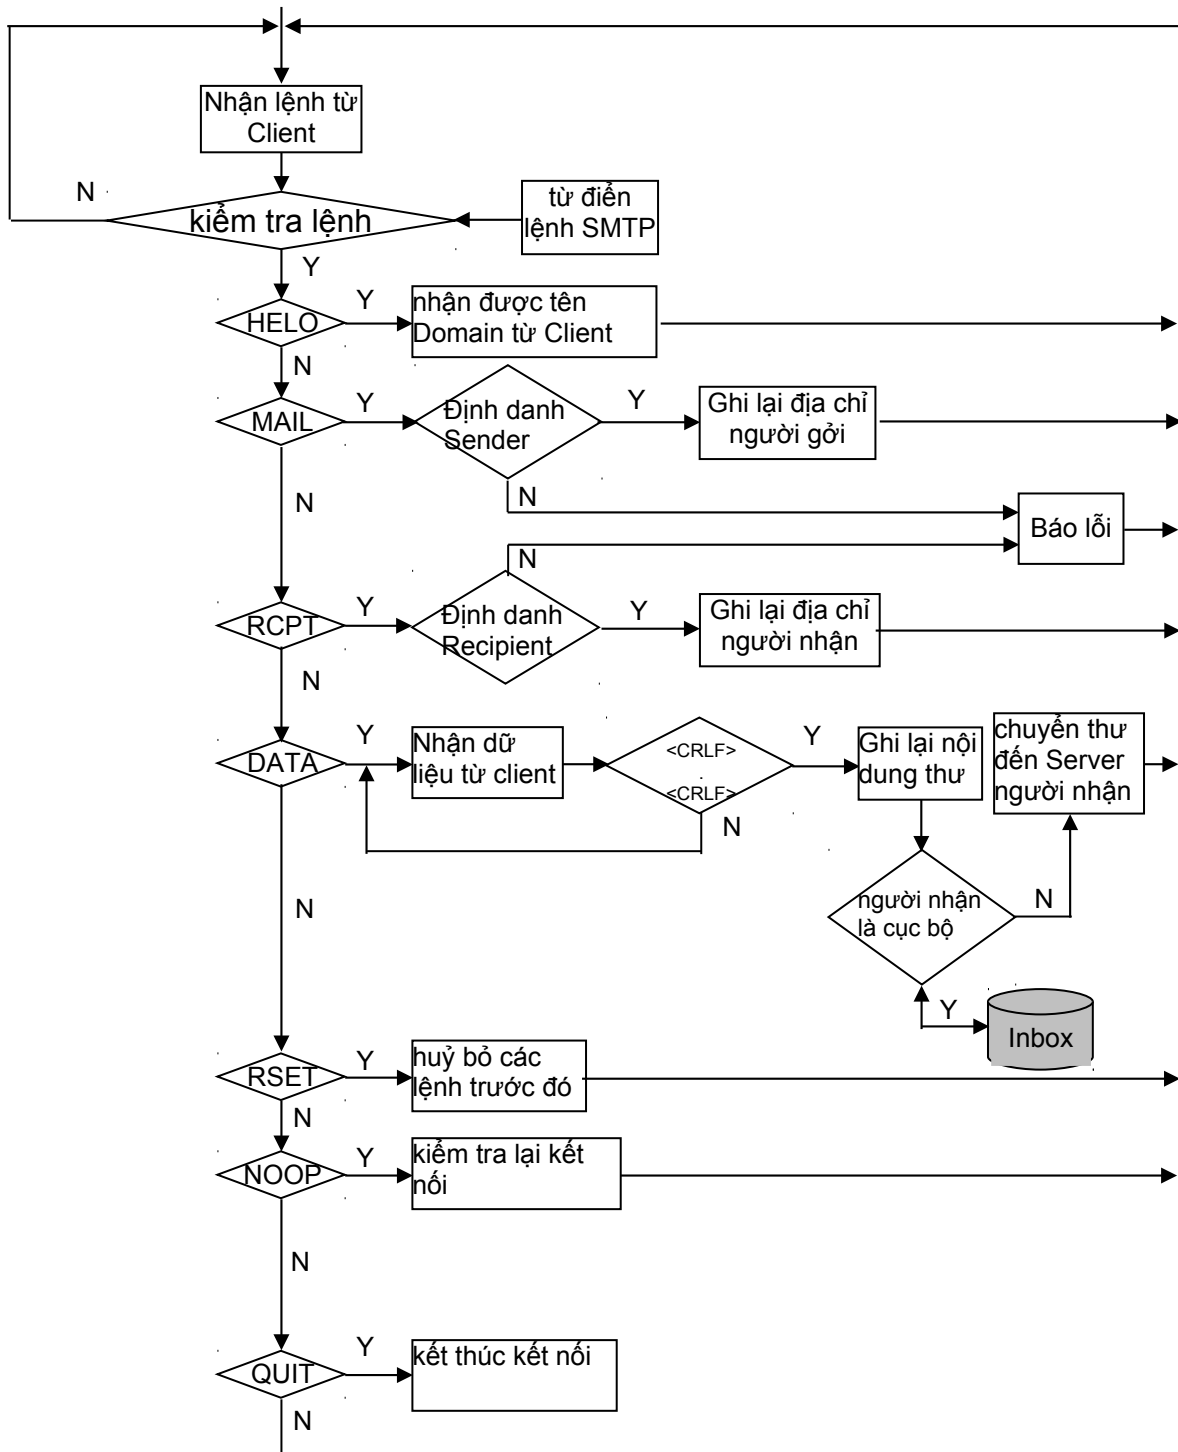 Nhận lệnh từ
Client
N
kiểm tra lệnh
từ điển
lệnh SMTP
Y
HELO
Y
nhận được tên
Domain từ Client
N
MAIL
Y
Định danh
Sender
Y
Ghi lại địa chỉ
người gởi
N
N
Báo lỗi
N
RCPT
Y
Định danh
Recipient
Y
Ghi lại địa chỉ
người nhận
N
DATA
Y
Nhận dữ
liệu từ client
<CRLF>
.
<CRLF>
Y
Ghi lại nội
dung thư
chuyển thư
đến Server
người nhận
N
N
người nhận
là cục bộ
N
Y
Inbox
RSET
Y
huỷ bỏ các
lệnh trước đó
N
NOOP
Y
kiểm tra lại kết
nối
N
QUIT
Y
kết thúc kết nối
N